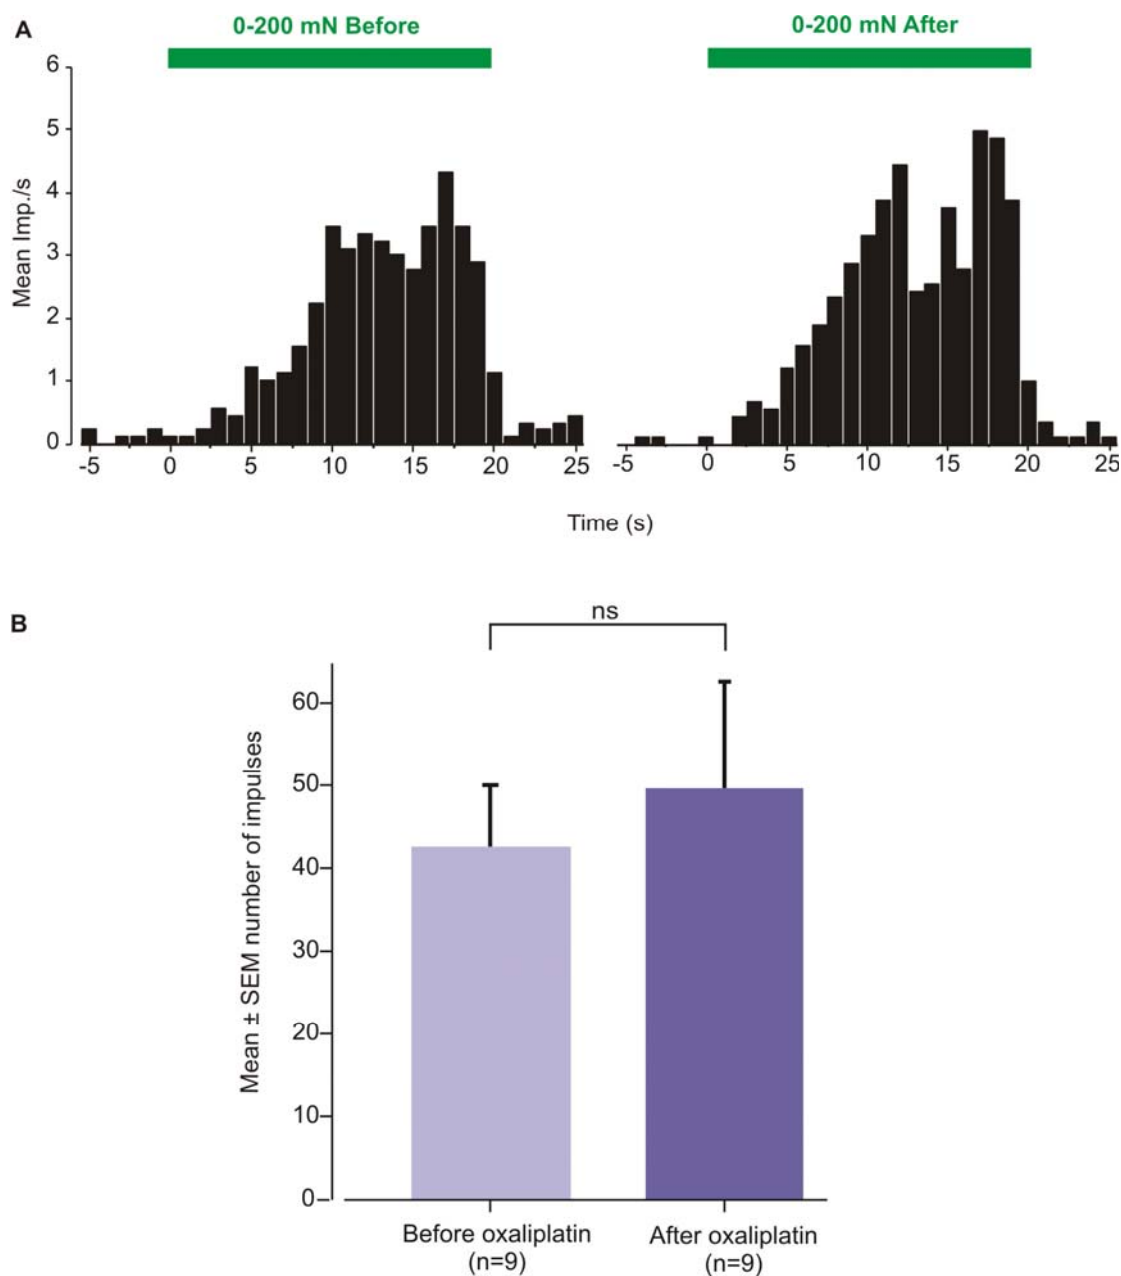 A
0-200 mN Before
0-200 mN After
6
5
4
3
2
1
0
Mean Imp./s
-5 0 5 10 15 20 25
-5 0 5 10 15 20 25
Time (s)
B
ns
60
50
40
30
20
10
0
Mean ± SEM number of impulses
Before oxaliplatin
(n=9)
After oxaliplatin
(n=9)